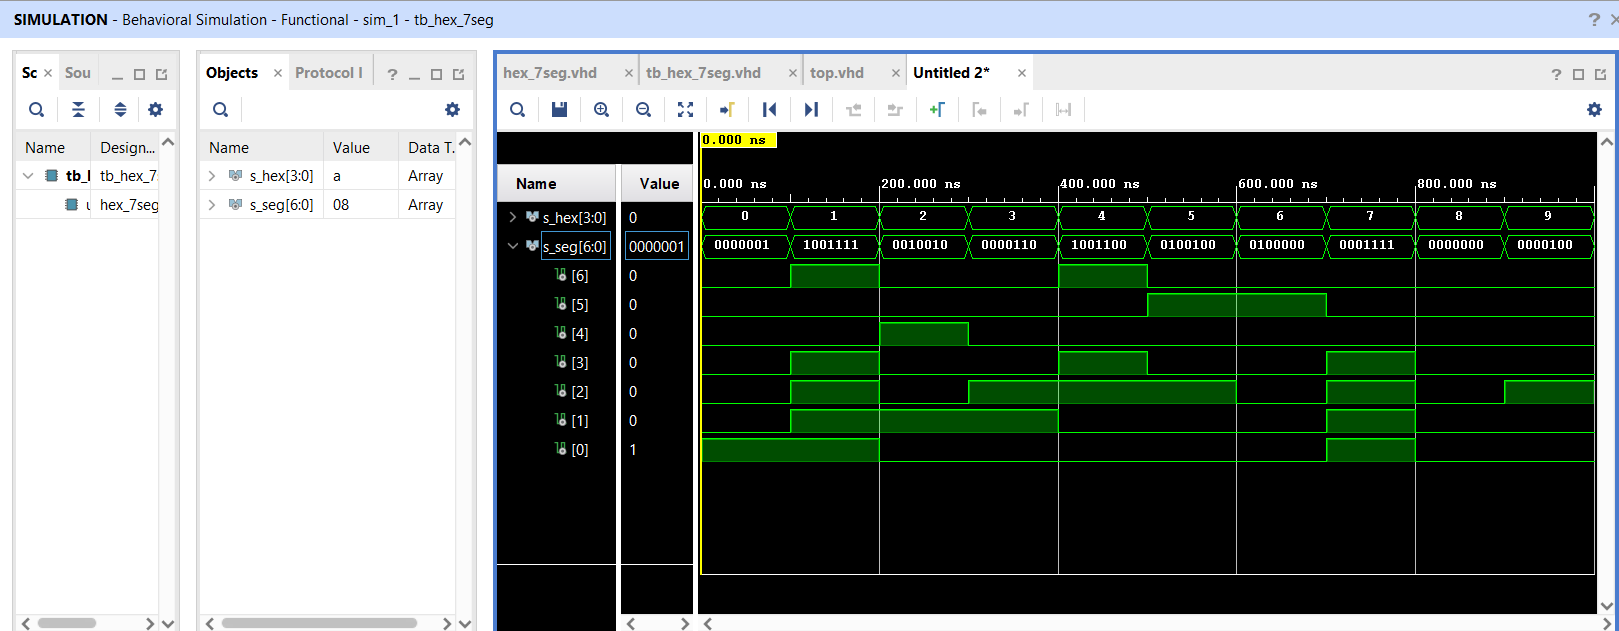 SIMULATION - Behavioral Simulation - Functional - sim_1 - tb_hex_7seg ?
Sc Sou
Name Design...
tb_l tb_hex_7
u hex_7seg
Objects Protocol I ?
Name Value Data T.
s_hex[3:0] a Array
s_seg[6:0] 08 Array
hex_7seg.vhd tb_hex_7seg.vhd top.vhd Untitled 2* ?
0.000 ns
Name Value 0.000 ns 200.000 ns 400.000 ns 600.000 ns 800.000 ns
s_hex[3:0] 0 0 1 2 3 4 5 6 7 8 9
s_seg[6:0] 0000001 0000001 1001111 0010010 0000110 1001100 0100100 0100000 0001111 0000000 0000100
[6] 0
[5] 0
[4] 0
[3] 0
[2] 0
[1] 0
[0] 1